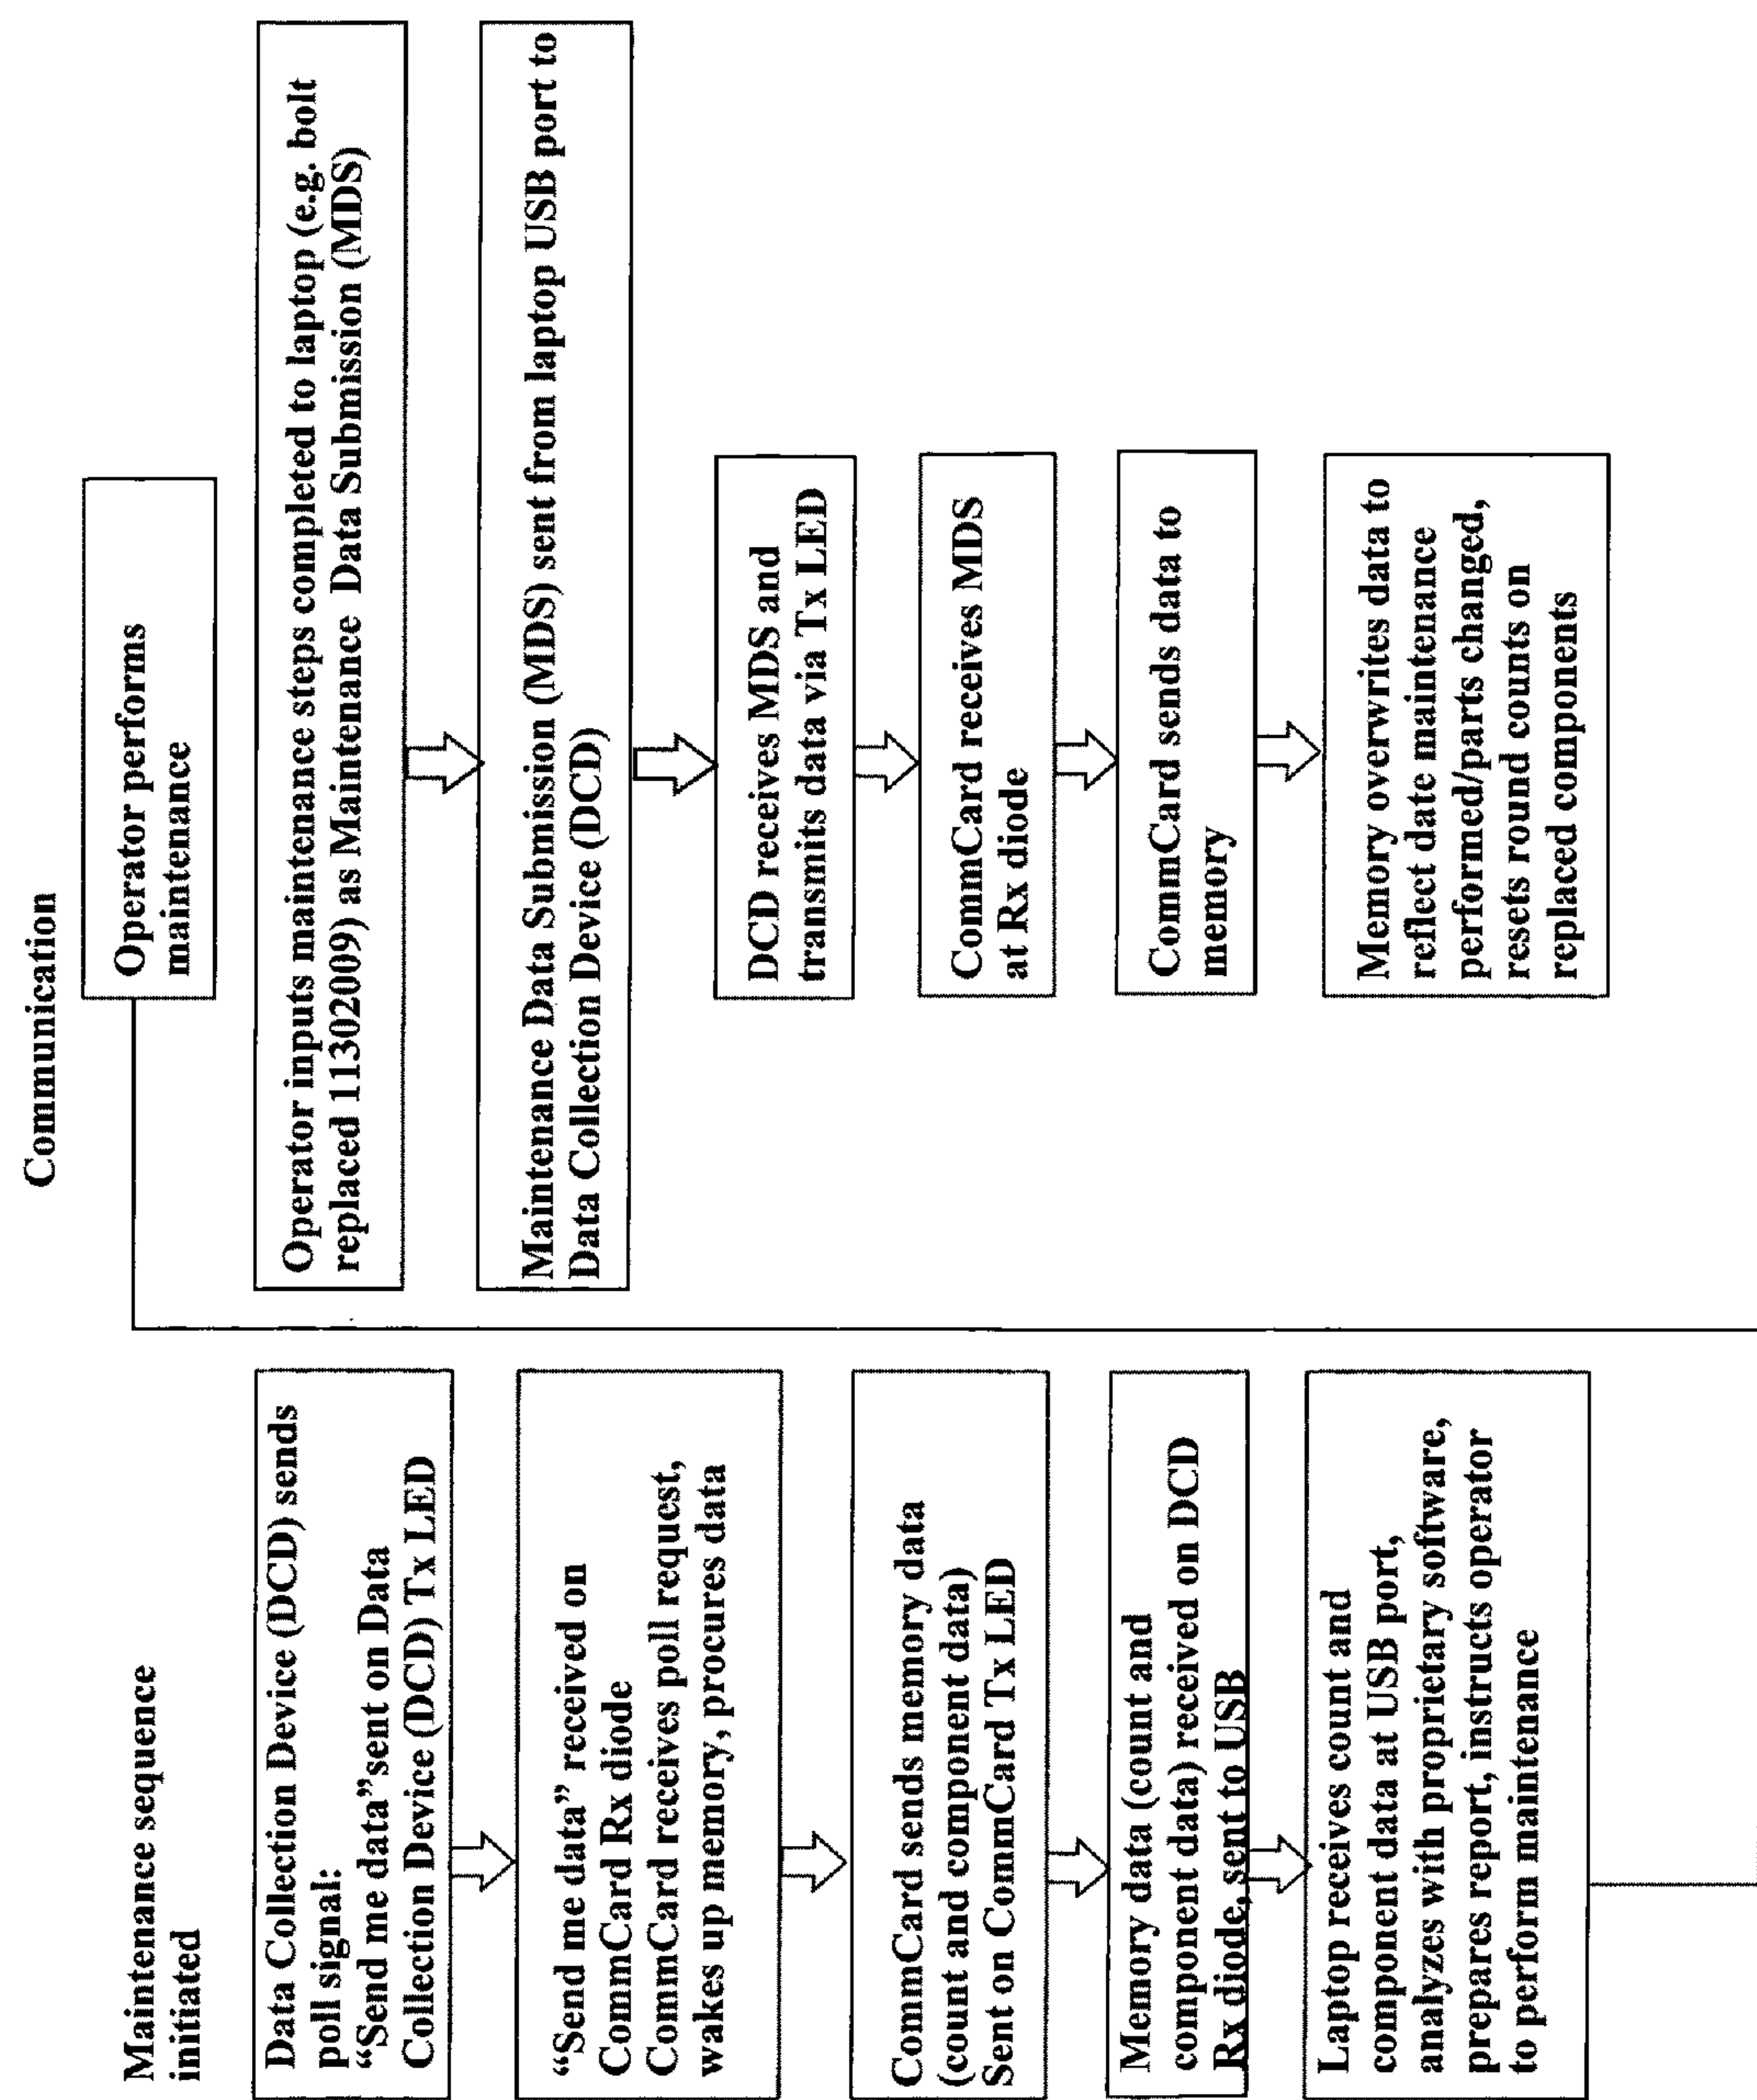 Communication
Maintenance sequence
initiated
Data Collection Device (DCD) sends
poll signal:
“Send me data”sent on Data
Collection Device (DCD) Tx LED
“Send me data” received on
CommCard Rx diode
CommCard receives poll request,
wakes up memory, procures data
CommCard sends memory data
(count and component data)
Sent on CommCard Tx LED
Memory data (count and
component data) received on DCD
Rx diode, sent to USB
Laptop receives count and
component data at USB port,
analyzes with proprietary software,
prepares report, instructs operator
to perform maintenance
Operator performs
maintenance
Operator inputs maintenance steps completed to laptop (e.g. bolt
replaced 11302009) as Maintenance Data Submission (MDS)
Maintenance Data Submission (MDS) sent from laptop USB port to
Data Collection Device (DCD)
DCD receives MDS and
transmits data via Tx LED
CommCard receives MDS
at Rx diode
CommCard sends data to
memory
Memory overwrites data to
reflect date maintenance
performed/parts changed,
resets round counts on
replaced components